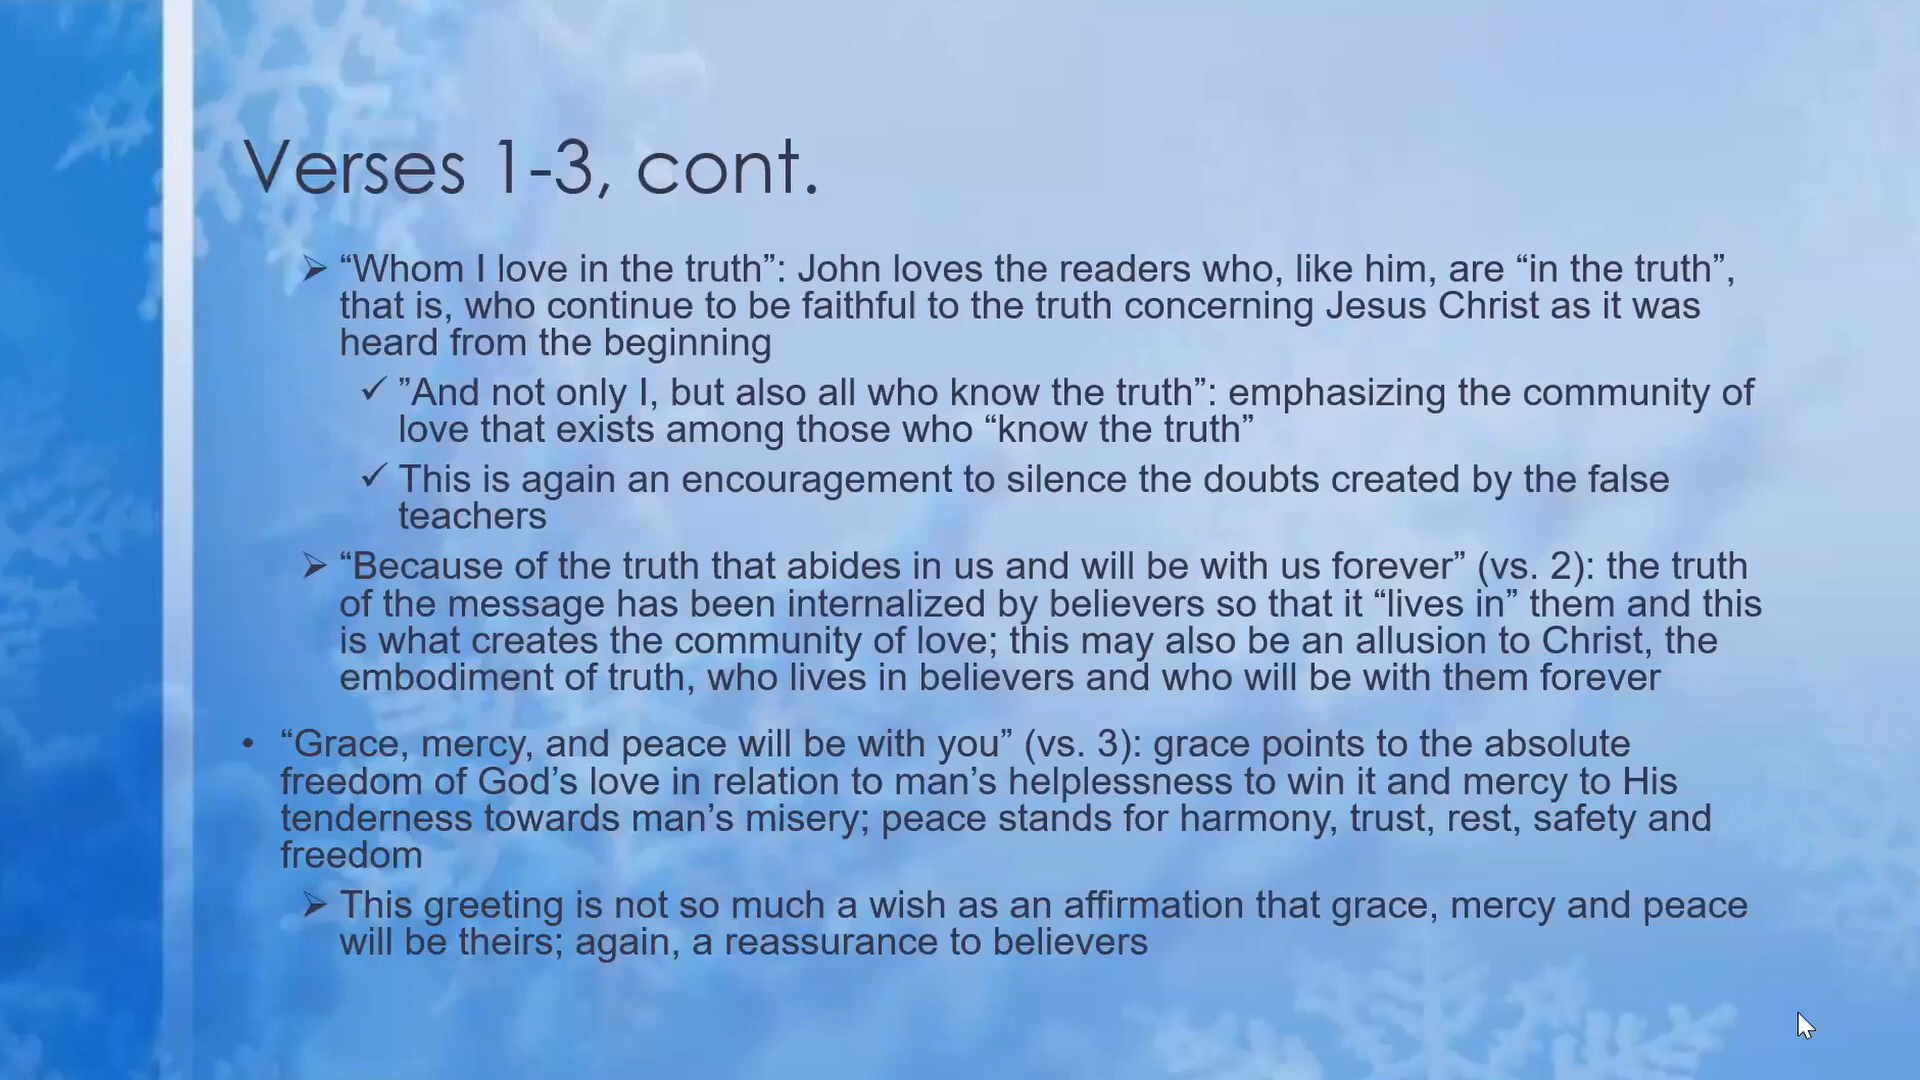 Verses 1-3, cont.
➢ “Whom I love in the truth”: John loves the readers who, like him, are “in the truth”,
that is, who continue to be faithful to the truth concerning Jesus Christ as it was
heard from the beginning
✓ ”And not only I, but also all who know the truth”: emphasizing the community of
love that exists among those who “know the truth”
✓ This is again an encouragement to silence the doubts created by the false
teachers
➢ “Because of the truth that abides in us and will be with us forever” (vs. 2): the truth
of the message has been internalized by believers so that it “lives in” them and this
is what creates the community of love; this may also be an allusion to Christ, the
embodiment of truth, who lives in believers and who will be with them forever
• “Grace, mercy, and peace will be with you” (vs. 3): grace points to the absolute
freedom of God’s love in relation to man’s helplessness to win it and mercy to His
tenderness towards man’s misery; peace stands for harmony, trust, rest, safety and
freedom
➢ This greeting is not so much a wish as an affirmation that grace, mercy and peace
will be theirs; again, a reassurance to believers